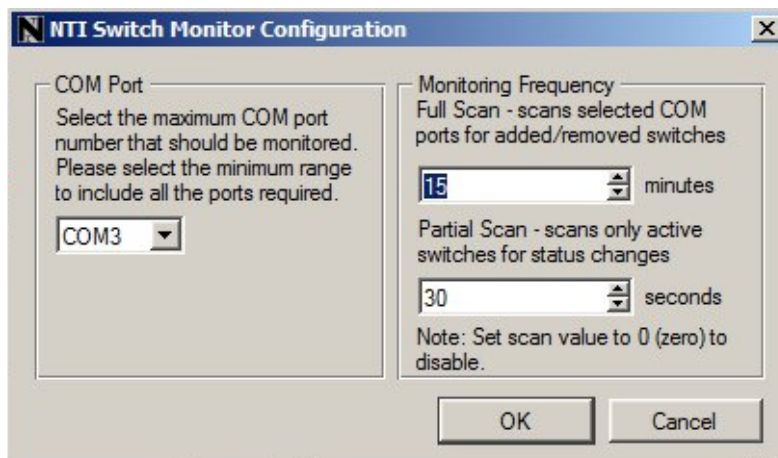 NTI Switch Monitor Configuration
COM Port
Select the maximum COM port
number that should be monitored.
Please select the minimum range
to include all the ports required.
COM3
Monitoring Frequency
Full Scan - scans selected COM
ports for added/removed switches
15 minutes
Partial Scan - scans only active
switches for status changes
30 seconds
Note: Set scan value to 0 (zero) to
disable.
OK Cancel